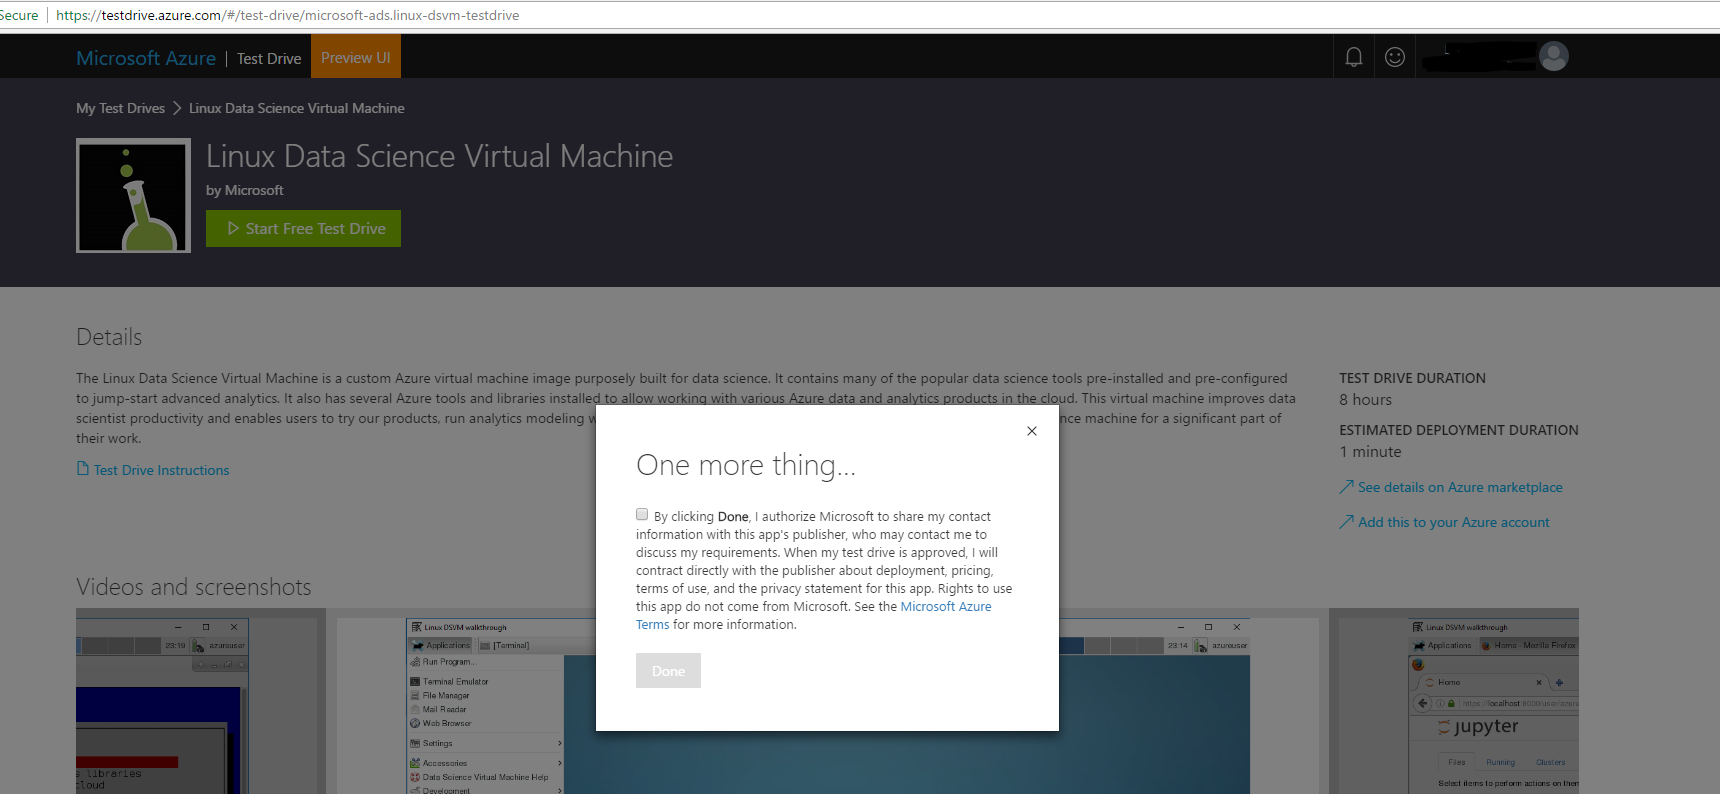 Secure https://testdrive.azure.com/#/test-drive/microsoft-ads.linux-dsvm-testdrive
Microsoft Azure | Test Drive Preview UI
My Test Drives > Linux Data Science Virtual Machine
Linux Data Science Virtual Machine
by Microsoft
Start Free Test Drive
Details
The Linux Data Science Virtual Machine is a custom Azure virtual machine image purposely built for data science. It contains many of the popular data science tools pre-installed and pre-configured
to jump-start advanced analytics. It also has several Azure tools and libraries installed to allow working with various Azure data and analytics products in the cloud. This virtual machine improves data
scientist productivity and enables users to try our products, run analytics modeling w nce machine for a significant part of
their work.
Test Drive Instructions
TEST DRIVE DURATION
8 hours
ESTIMATED DEPLOYMENT DURATION
1 minute
See details on Azure marketplace
Add this to your Azure account
One more thing...
By clicking Done, I authorize Microsoft to share my contact
information with this app's publisher, who may contact me to
discuss my requirements. When my test drive is approved, I will
contract directly with the publisher about deployment, pricing,
terms of use, and the privacy statement for this app. Rights to use
this app do not come from Microsoft. See the Microsoft Azure
Terms for more information.
Done
Videos and screenshots
23:19 azureuser
s libraries
cloud
Linux DSVM walkthrough
Applications [Terminal]
23:14 azureuser
Run Program...
Terminal Emulator
File Manager
Mail Reader
Web Browser
Settings
Accessories
Data Science Virtual Machine Help
Development
Linux DSVM walkthrough
Applications Home - Mozilla Firefox
Home
https://localhost:8000/user/azure
jupyter
Files Running Clusters
Select items to perform actions on them